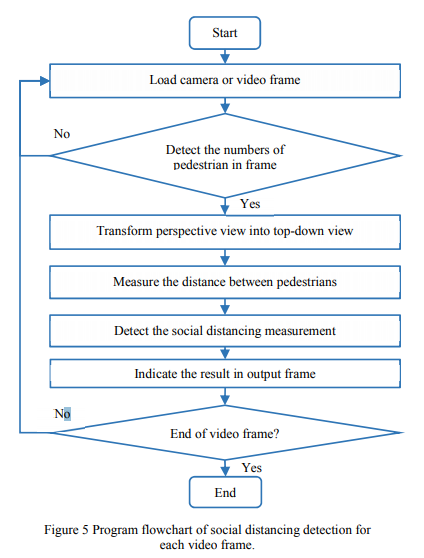 Start
Load camera or video frame
No
Detect the numbers of
pedestrian in frame
Yes
Transform perspective view into top-down view
Measure the distance between pedestrians
Detect the social distancing measurement
Indicate the result in output frame
No
End of video frame?
Yes
End
Figure 5 Program flowchart of social distancing detection for
each video frame.